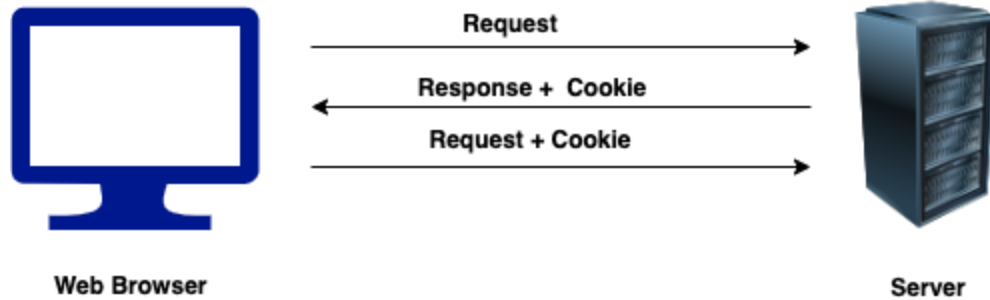 Request
Response +  Cookie
Request + Cookie
Web Browser
Server